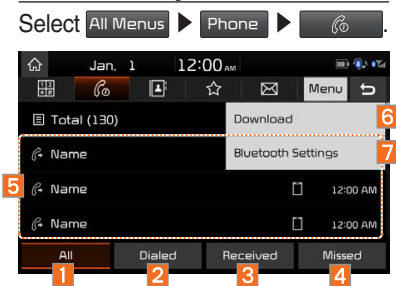 Select All Menus ▶ Phone ▶ .
Jan. 1 12:00 AM
Menu
Total (130)
Download 6
Name
Bluetooth Settings 7
5
Name 12:00 AM
Name 12:00 AM
All Dialed Received Missed
1 2 3 4